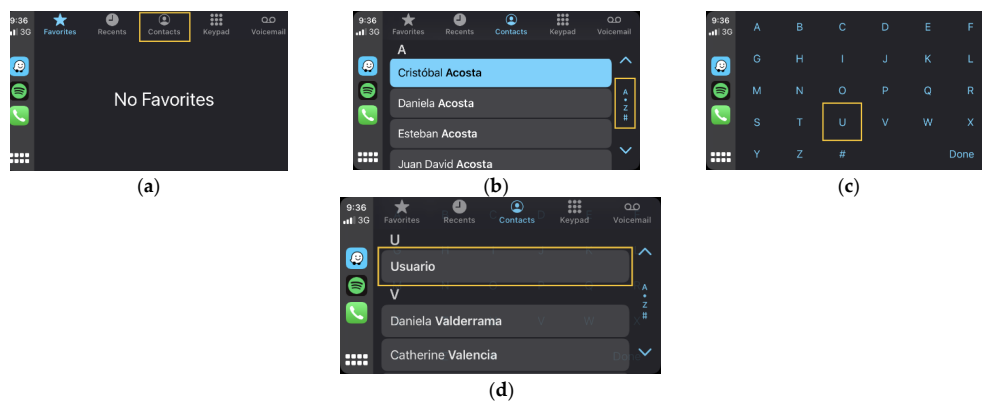 9:36
3G
Favorites Recents Contacts Keypad Voicemail
No Favorites
(a)
9:36
3G
Favorites Recents Contacts Keypad Voicemail
A
Cristóbal Acosta
Daniela Acosta
Esteban Acosta
Juan David Acosta
A
•
Z
#
(b)
9:36
3G
A B C D E F
G H I J K L
M N O P Q R
S T U V W X
Y Z # Done
(c)
9:36
3G
Favorites Recents Contacts Keypad Voicemail
U
Usuario
V
Daniela Valderrama
Catherine Valencia
A
•
Z
#
(d)